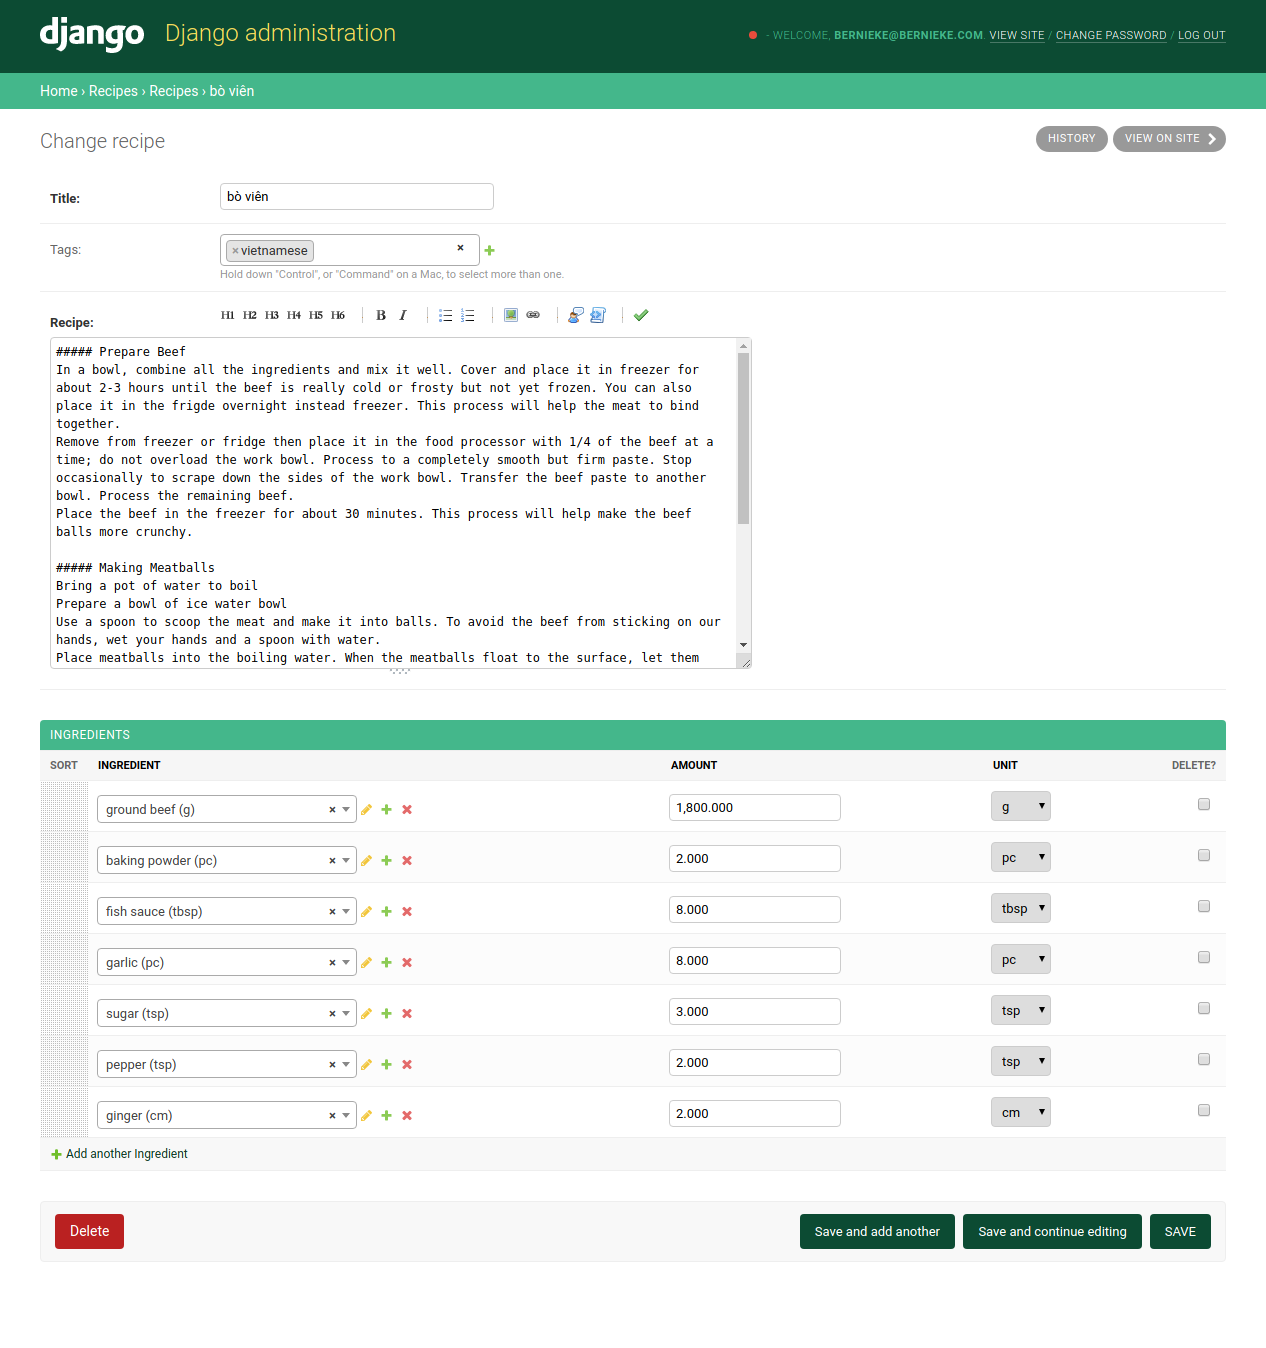 django Django administration
- WELCOME, BERNIEKE@BERNIEKE.COM. VIEW SITE / CHANGE PASSWORD / LOG OUT
Home › Recipes › Recipes › bò viên
Change recipe
HISTORY VIEW ON SITE
Title: bò viên
Tags: × vietnamese ×
Hold down "Control", or "Command" on a Mac, to select more than one.
Recipe: H1 H2 H3 H4 H5 H6 B I
##### Prepare Beef
In a bowl, combine all the ingredients and mix it well. Cover and place it in freezer for
about 2-3 hours until the beef is really cold or frosty but not yet frozen. You can also
place it in the frigde overnight instead freezer. This process will help the meat to bind
together.
Remove from freezer or fridge then place it in the food processor with 1/4 of the beef at a
time; do not overload the work bowl. Process to a completely smooth but firm paste. Stop
occasionally to scrape down the sides of the work bowl. Transfer the beef paste to another
bowl. Process the remaining beef.
Place the beef in the freezer for about 30 minutes. This process will help make the beef
balls more crunchy.
##### Making Meatballs
Bring a pot of water to boil
Prepare a bowl of ice water bowl
Use a spoon to scoop the meat and make it into balls. To avoid the beef from sticking on our
hands, wet your hands and a spoon with water.
Place meatballs into the boiling water. When the meatballs float to the surface, let them
INGREDIENTS
SORT INGREDIENT AMOUNT UNIT DELETE?
ground beef (g) × 1,800.000 g
baking powder (pc) × 2.000 pc
fish sauce (tbsp) × 8.000 tbsp
garlic (pc) × 8.000 pc
sugar (tsp) × 3.000 tsp
pepper (tsp) × 2.000 tsp
ginger (cm) × 2.000 cm
Add another Ingredient
Delete Save and add another Save and continue editing SAVE